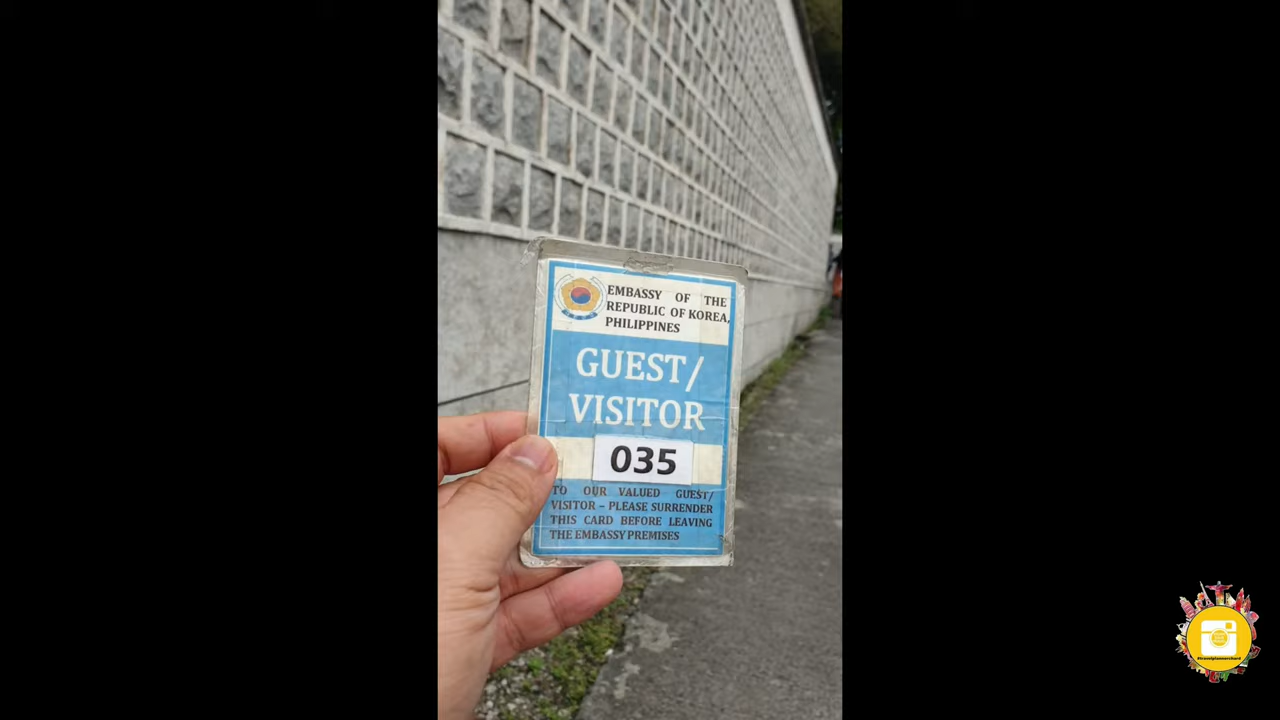 EMBASSY OF THE
REPUBLIC OF KOREA,
PHILIPPINES
GUEST/
VISITOR
035
TO OUR VALUED GUEST/
VISITOR – PLEASE SURRENDER
THIS CARD BEFORE LEAVING
THE EMBASSY PREMISES